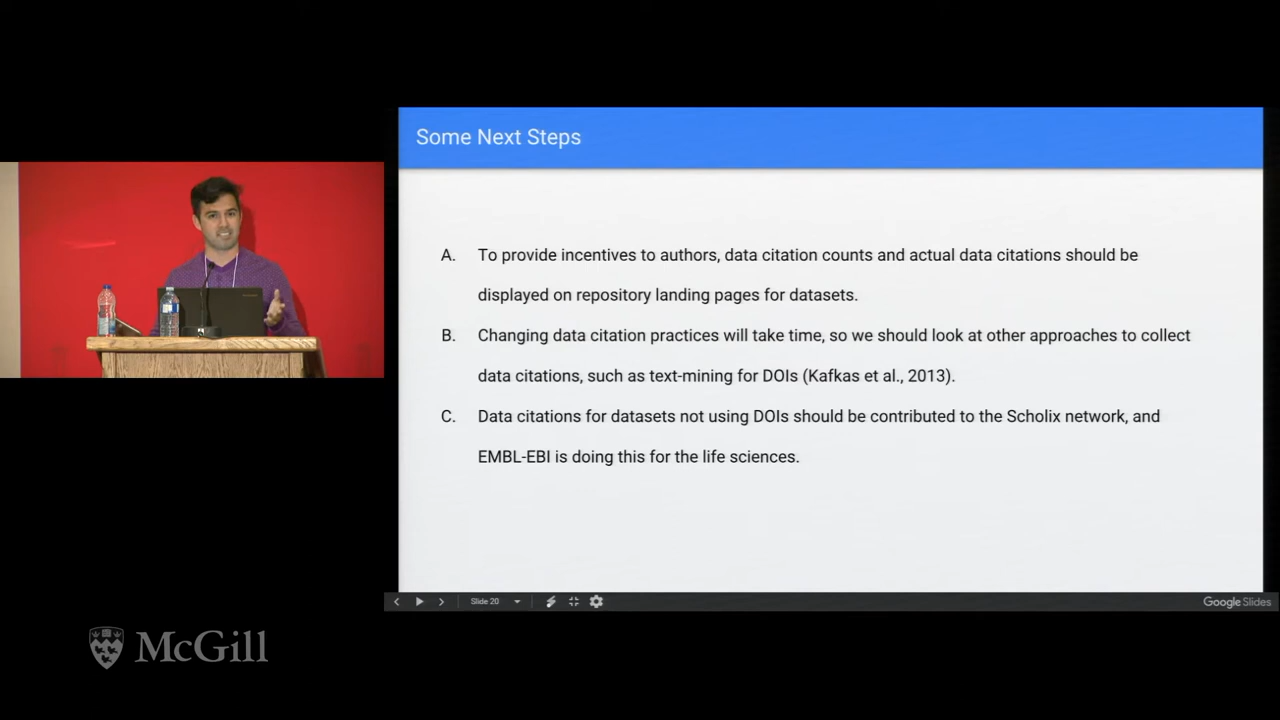 Some Next Steps
A. To provide incentives to authors, data citation counts and actual data citations should be
displayed on repository landing pages for datasets.
B. Changing data citation practices will take time, so we should look at other approaches to collect
data citations, such as text-mining for DOIs (Kafkas et al., 2013).
C. Data citations for datasets not using DOIs should be contributed to the Scholix network, and
EMBL-EBI is doing this for the life sciences.
Slide 20
Google Slides
McGill